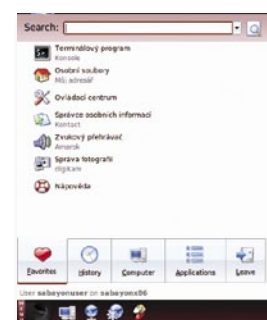 Search:
Terminálový program
Konsole
Osobní soubory
Můj adresář
Ovládací centrum
Správce osobních informací
Kontact
Zvukový přehrávač
Amarok
Správa fotografií
digiKam
Nápověda
Favorites History Computer Applications Leave
User sabayonuser on sabayonx86